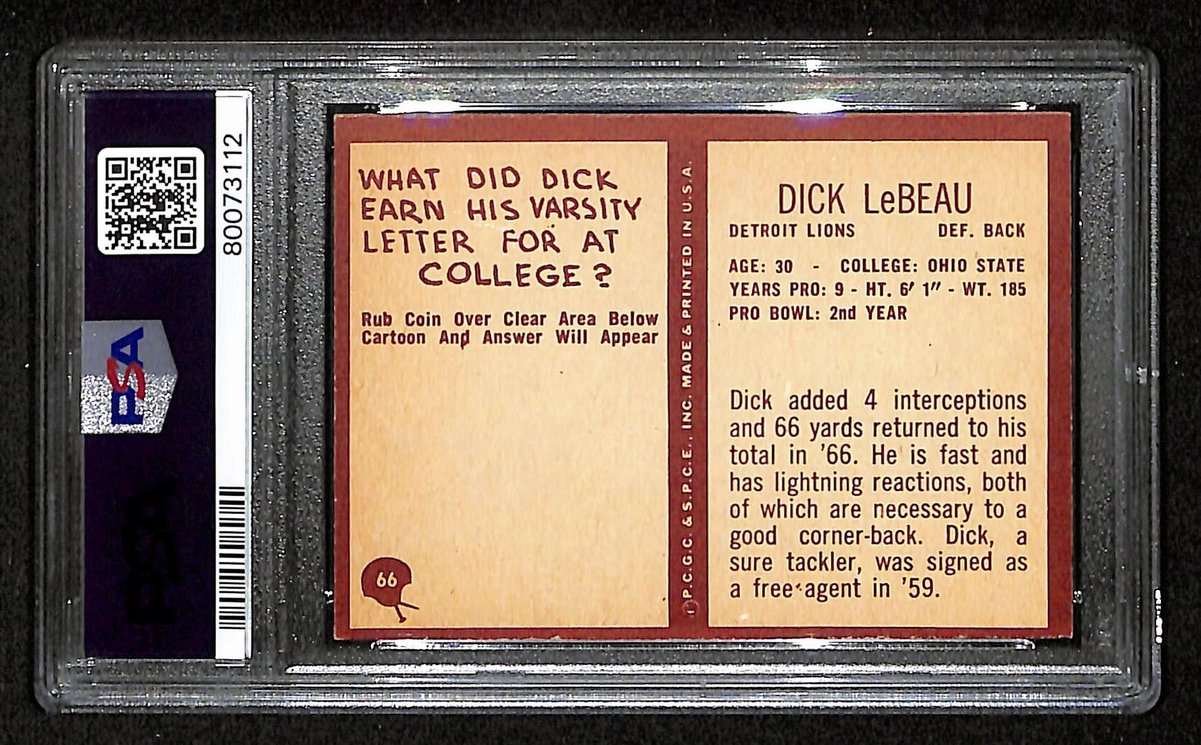 80073112
PSA
PSA
WHAT DID DICK
EARN HIS VARSITY
LETTER FOR AT
COLLEGE?
Rub Coin Over Clear Area Below
Cartoon And Answer Will Appear
66
©P.C.G.C. & S.P.C.E., INC. MADE & PRINTED IN U.S.A.
DICK LeBEAU
DETROIT LIONS DEF. BACK
AGE: 30 - COLLEGE: OHIO STATE
YEARS PRO: 9 - HT. 6' 1" - WT. 185
PRO BOWL: 2nd YEAR
Dick added 4 interceptions
and 66 yards returned to his
total in '66. He is fast and
has lightning reactions, both
of which are necessary to a
good corner-back. Dick, a
sure tackler, was signed as
a free agent in '59.